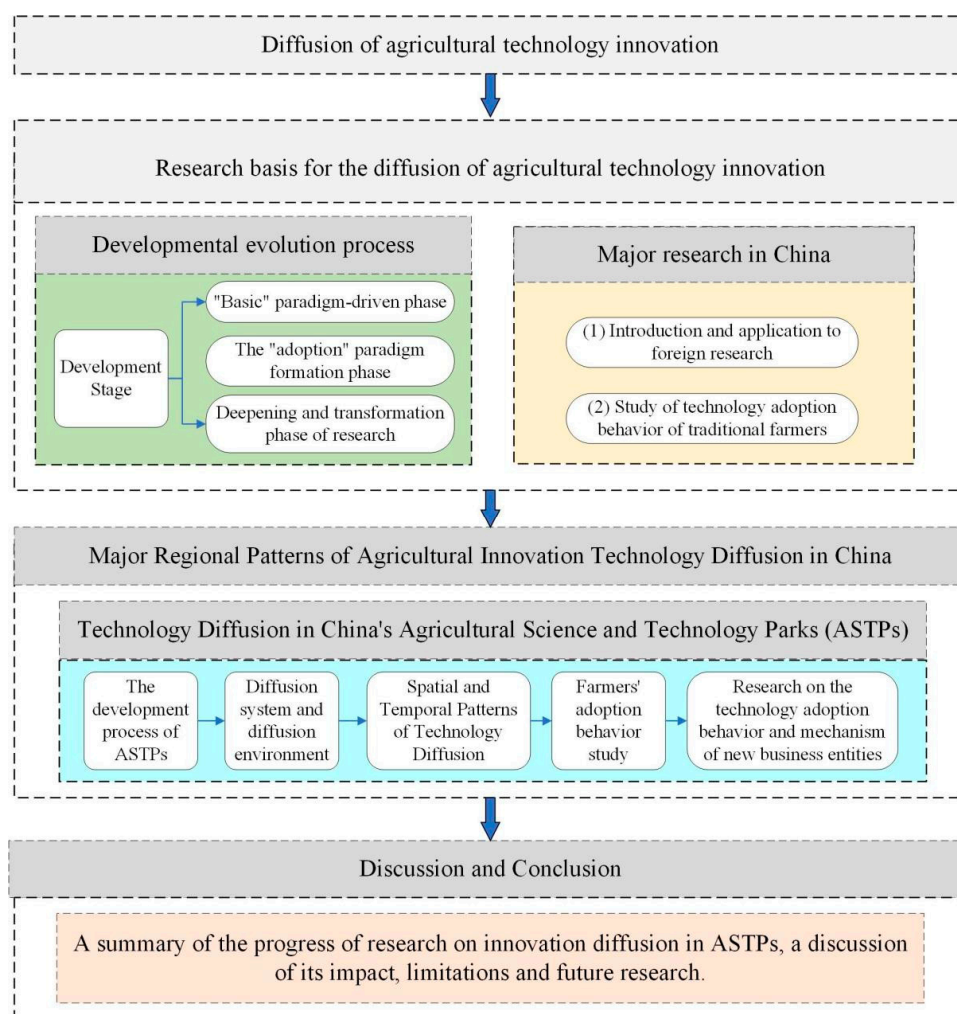 Diffusion of agricultural technology innovation
Research basis for the diffusion of agricultural technology innovation
Developmental evolution process
Development
Stage
"Basic" paradigm-driven phase
The "adoption" paradigm
formation phase
Deepening and transformation
phase of research
Major research in China
(1) Introduction and application to
foreign research
(2) Study of technology adoption
behavior of traditional farmers
Major Regional Patterns of Agricultural Innovation Technology Diffusion in China
Technology Diffusion in China's Agricultural Science and Technology Parks (ASTPs)
The
development
process of
ASTPs
Diffusion
system and
diffusion
environment
Spatial and
Temporal Patterns
of Technology
Diffusion
Farmers'
adoption
behavior
study
Research on the
technology adoption
behavior and mechanism
of new business entities
Discussion and Conclusion
A summary of the progress of research on innovation diffusion in ASTPs, a discussion
of its impact, limitations and future research.